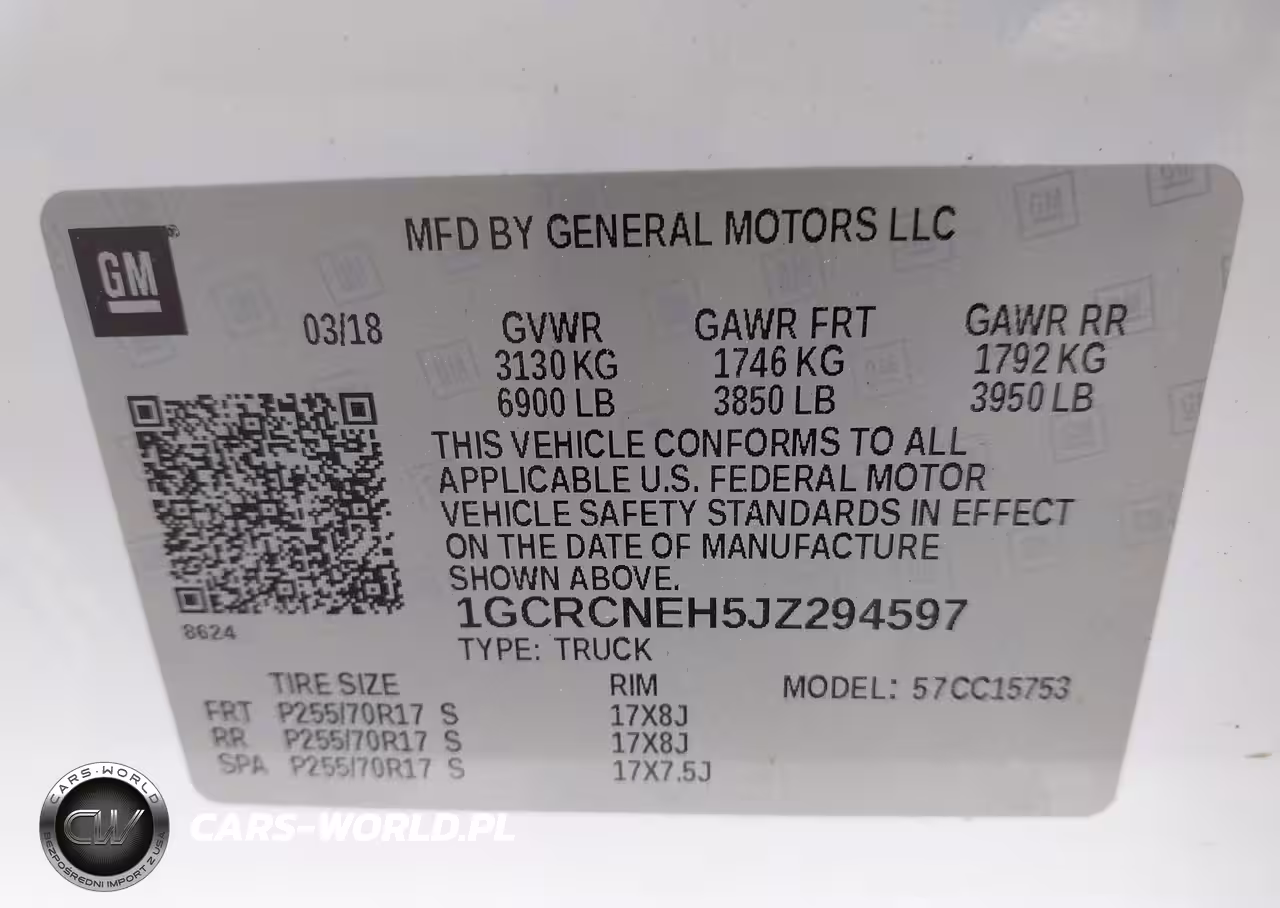 GM
MFD BY GENERAL MOTORS LLC
03/18 GVWR GAWR FRT GAWR RR
3130 KG 1746 KG 1792 KG
6900 LB 3850 LB 3950 LB
THIS VEHICLE CONFORMS TO ALL
APPLICABLE U.S. FEDERAL MOTOR
VEHICLE SAFETY STANDARDS IN EFFECT
ON THE DATE OF MANUFACTURE
SHOWN ABOVE.
1GCRCNEH5JZ294597
8624
TYPE: TRUCK
TIRE SIZE RIM MODEL: 57CC15753
FRT P255/70R17 S 17X8J
RR P255/70R17 S 17X8J
SPA P255/70R17 S 17X7.5J
CARS-WORLD
CW
BEZPOŚREDNI IMPORT Z USA
CARS-WORLD.PL